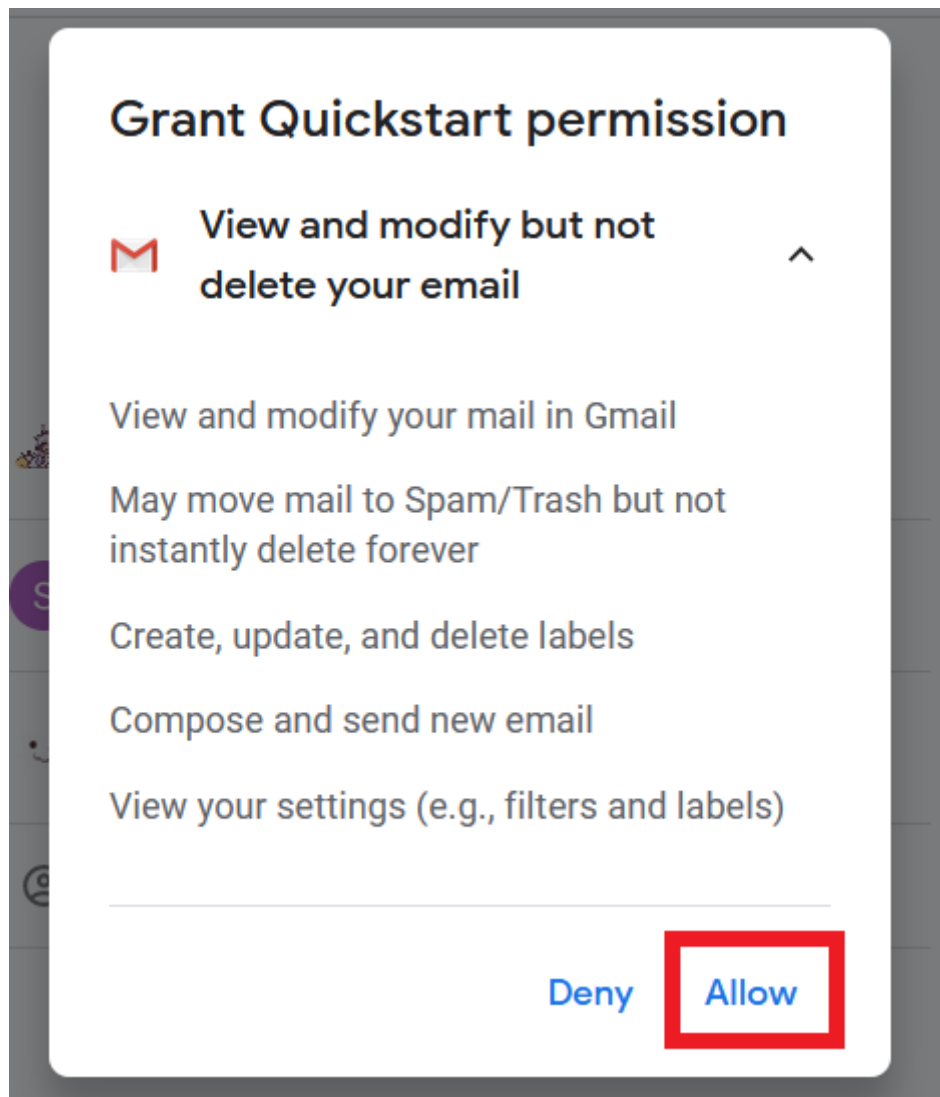 Grant Quickstart permission
View and modify but not
delete your email
View and modify your mail in Gmail
May move mail to Spam/Trash but not
instantly delete forever
S
Create, update, and delete labels
Compose and send new email
View your settings (e.g., filters and labels)
Deny Allow